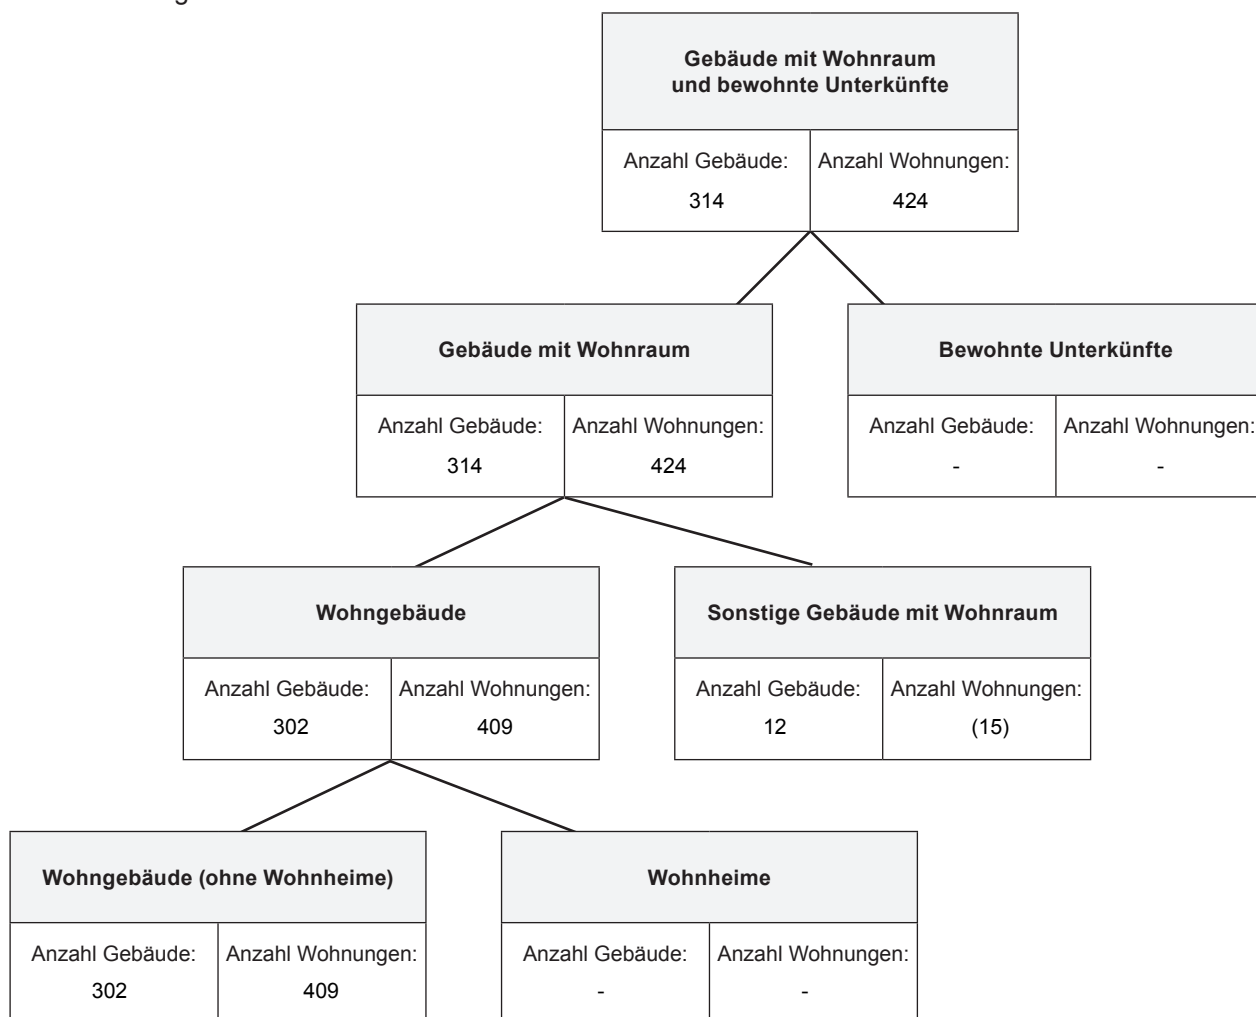 Gebäude mit Wohnraum
und bewohnte Unterkünfte
Anzahl Gebäude: Anzahl Wohnungen:
314 424
Gebäude mit Wohnraum
Anzahl Gebäude: Anzahl Wohnungen:
314 424
Bewohnte Unterkünfte
Anzahl Gebäude: Anzahl Wohnungen:
- -
Wohngebäude
Anzahl Gebäude: Anzahl Wohnungen:
302 409
Sonstige Gebäude mit Wohnraum
Anzahl Gebäude: Anzahl Wohnungen:
12 (15)
Wohngebäude (ohne Wohnheime)
Anzahl Gebäude: Anzahl Wohnungen:
302 409
Wohnheime
Anzahl Gebäude: Anzahl Wohnungen:
- -